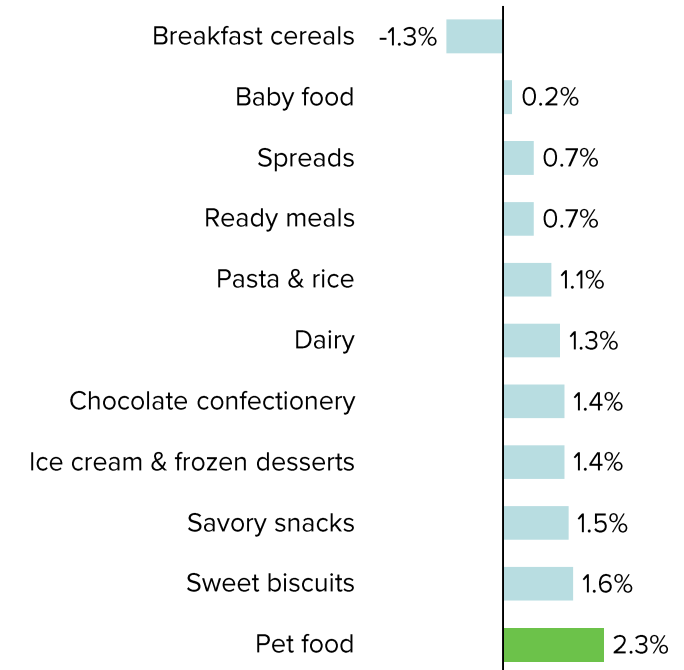 Breakfast cereals -1.3%
Baby food 0.2%
Spreads 0.7%
Ready meals 0.7%
Pasta & rice 1.1%
Dairy 1.3%
Chocolate confectionery 1.4%
Ice cream & frozen desserts 1.4%
Savory snacks 1.5%
Sweet biscuits 1.6%
Pet food 2.3%